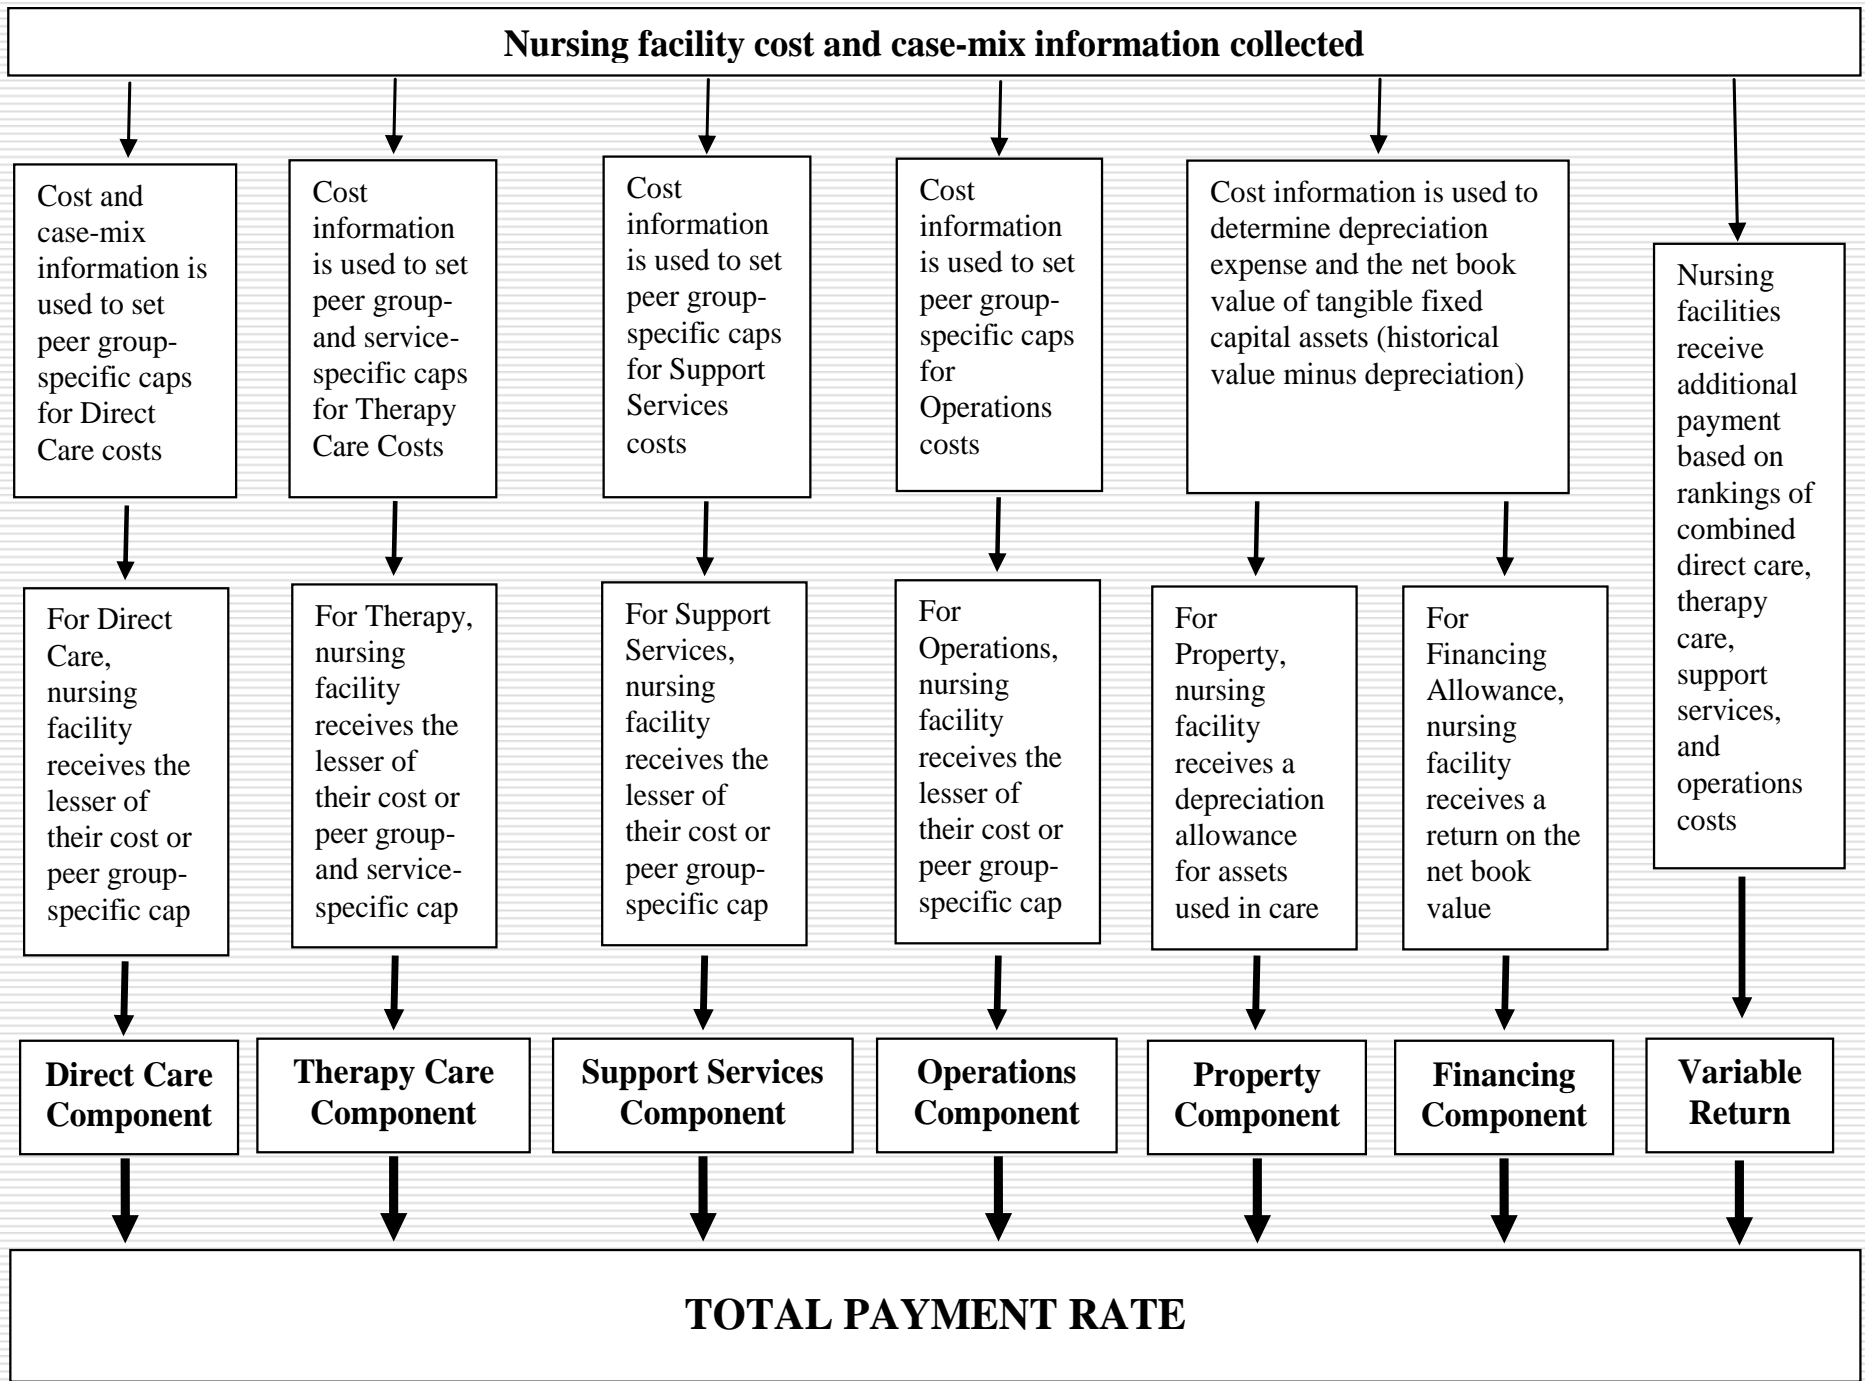 Nursing facility cost and case-mix information collected
Cost and
case-mix
information is
used to set
peer group-
specific caps
for Direct
Care costs
Cost
information
is used to set
peer group-
and service-
specific caps
for Therapy
Care Costs
Cost
information
is used to set
peer group-
specific caps
for Support
Services
costs
Cost
information
is used to set
peer group-
specific caps
for
Operations
costs
Cost information is used to
determine depreciation
expense and the net book
value of tangible fixed
capital assets (historical
value minus depreciation)
Nursing
facilities
receive
additional
payment
based on
rankings of
combined
direct care,
therapy
care,
support
services,
and
operations
costs
For Direct
Care,
nursing
facility
receives the
lesser of
their cost or
peer group-
specific cap
For Therapy,
nursing
facility
receives the
lesser of
their cost or
peer group-
and service-
specific cap
For Support
Services,
nursing
facility
receives the
lesser of
their cost or
peer group-
specific cap
For
Operations,
nursing
facility
receives the
lesser of
their cost or
peer group-
specific cap
For
Property,
nursing
facility
receives a
depreciation
allowance
for assets
used in care
For
Financing
Allowance,
nursing
facility
receives a
return on the
net book
value
Direct Care
Component
Therapy Care
Component
Support Services
Component
Operations
Component
Property
Component
Financing
Component
Variable
Return
TOTAL PAYMENT RATE